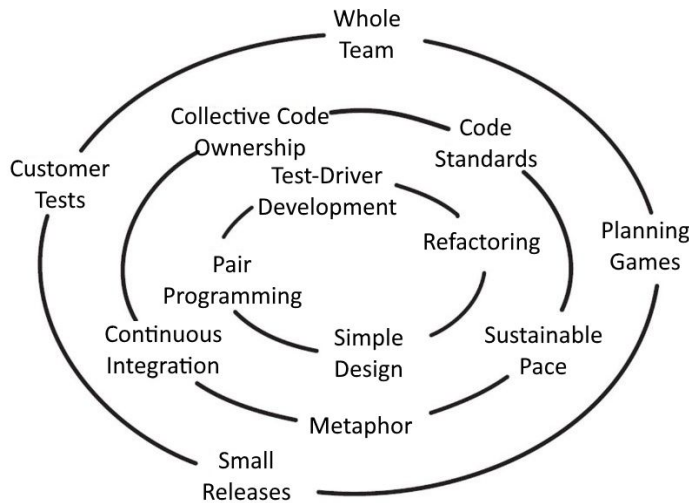 Whole
Team
Collective Code
Ownership
Code
Standards
Customer
Tests
Test-Driver
Development
Planning
Games
Refactoring
Pair
Programming
Continuous
Integration
Simple
Design
Sustainable
Pace
Metaphor
Small
Releases